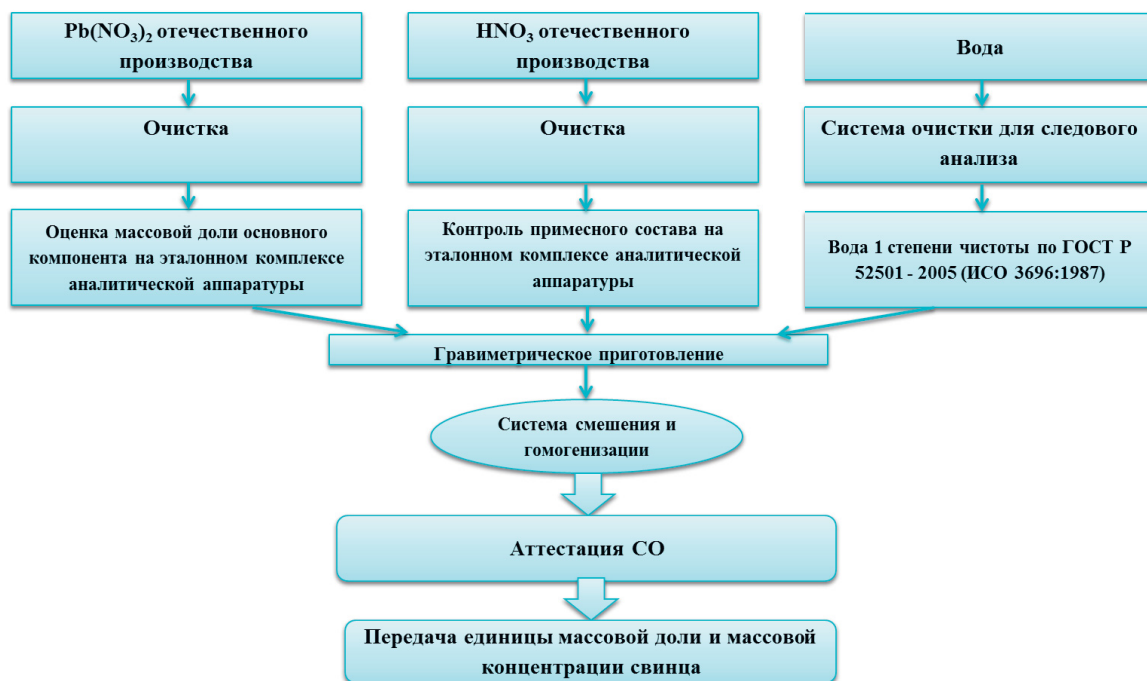 Pb(NO₃)₂ отечественного
производства
HNO₃ отечественного
производства
Вода
Очистка
Очистка
Система очистки для следового
анализа
Оценка массовой доли основного
компонента на эталонном комплексе
аналитической аппаратуры
Контроль примесного состава на
эталонном комплексе аналитической
аппаратуры
Вода 1 степени чистоты по ГОСТ Р
52501 - 2005 (ИСО 3696:1987)
Гравиметрическое приготовление
Система смешения и
гомогенизации
Аттестация СО
Передача единицы массовой доли и массовой
концентрации свинца